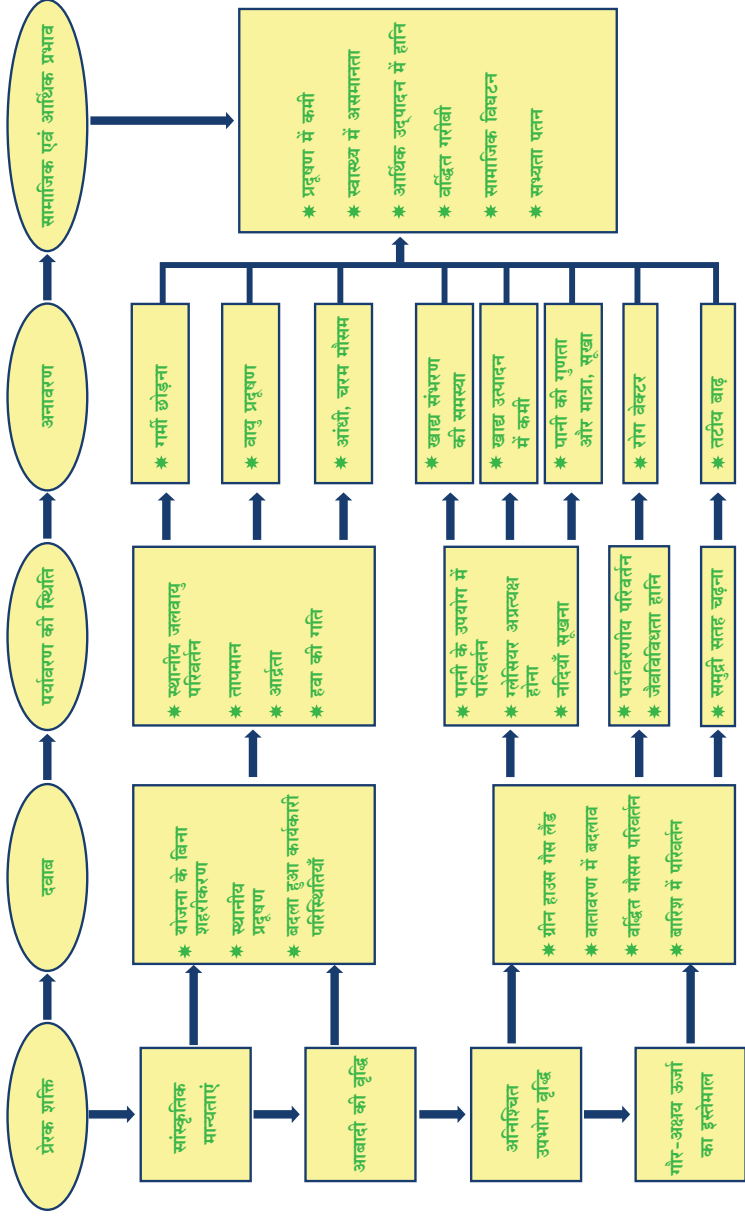 प्रेरक शक्ति
दवाब
पर्यावरण की स्थिति
अनावरण
सामाजिक एवं आर्थिक प्रभाव
सांस्कृतिक
मान्यताएं
आबादी की वृद्धि
अनिश्चित
उपभोग वृद्धि
गौर-अक्षय ऊर्जा
का इस्तेमाल
✷ योजना के बिना
शहरीकरण
✷ स्थानीय
प्रदूषण
✷ बदला हुआ कार्यकारी
परिस्थितियाँ
✷ ग्रीन हाउस गैस लैंड
✷ वातावरण में बदलाव
✷ वर्द्धित मौसम परिवर्तन
✷ बारिश में परिवर्तन
✷ स्थानीय जलवायु
परिवर्तन
✷ तापमान
✷ आर्द्रता
✷ हवा की गति
✷ पानी के उपयोग में
परिवर्तन
✷ ग्लेसियर अप्रत्यक्ष
होना
✷ नदियाँ सूखना
✷ पर्यावरणीय परिवर्तन
✷ जैवविविधता हानि
✷ समुद्री सतह चढ़ना
✷ गर्मी छोड़ना
✷ वायु प्रदूषण
✷ आंधी, चरम मौसम
✷ खाद्य संभरण
की समस्या
✷ खाद्य उत्पादन
में कमी
✷ पानी की गुणता
और मात्रा, सूखा
✷ रोग वेक्टर
✷ तटीय बाढ़
✷ प्रदूषण में कमी
✷ स्वास्थ्य में असमानता
✷ आर्थिक उद्पादन में हानि
✷ वर्द्धित गरीबी
✷ सामाजिक विघटन
✷ सभ्यता पतन